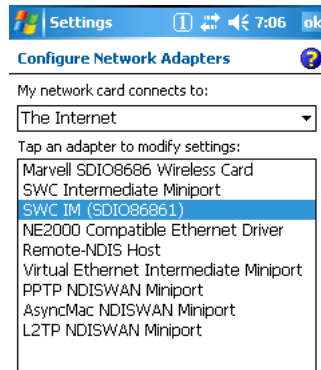 Settings 1 7:06 ok
Configure Network Adapters ?
My network card connects to:
The Internet
Tap an adapter to modify settings:
Marvell SDIO8686 Wireless Card
SWC Intermediate Miniport
SWC IM (SDIO86861)
NE2000 Compatible Ethernet Driver
Remote-NDIS Host
Virtual Ethernet Intermediate Miniport
PPTP NDISWAN Miniport
AsyncMac NDISWAN Miniport
L2TP NDISWAN Miniport